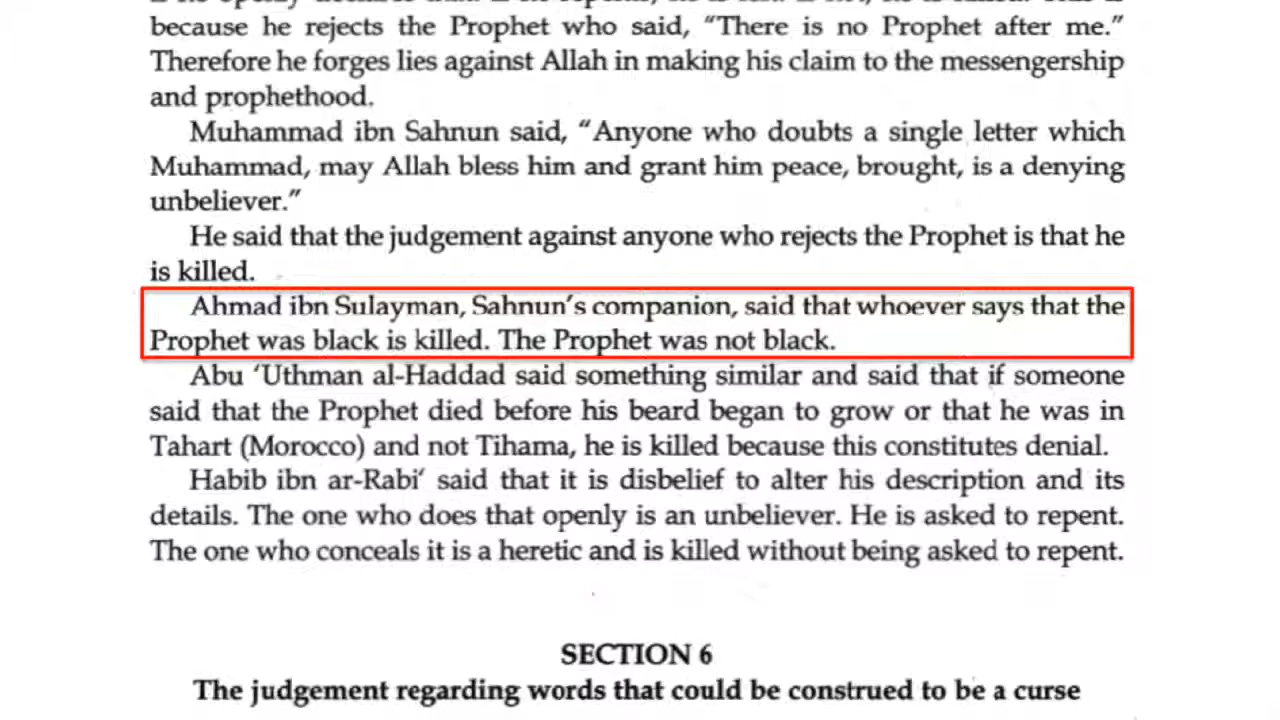 because he rejects the Prophet who said, “There is no Prophet after me.”
Therefore he forges lies against Allah in making his claim to the messengership
and prophethood.
Muhammad ibn Sahnun said, “Anyone who doubts a single letter which
Muhammad, may Allah bless him and grant him peace, brought, is a denying
unbeliever.”
He said that the judgement against anyone who rejects the Prophet is that he
is killed.
Ahmad ibn Sulayman, Sahnun’s companion, said that whoever says that the
Prophet was black is killed. The Prophet was not black.
Abu ‘Uthman al-Haddad said something similar and said that if someone
said that the Prophet died before his beard began to grow or that he was in
Tahart (Morocco) and not Tihama, he is killed because this constitutes denial.
Habib ibn ar-Rabi‘ said that it is disbelief to alter his description and its
details. The one who does that openly is an unbeliever. He is asked to repent.
The one who conceals it is a heretic and is killed without being asked to repent.
SECTION 6
The judgement regarding words that could be construed to be a curse